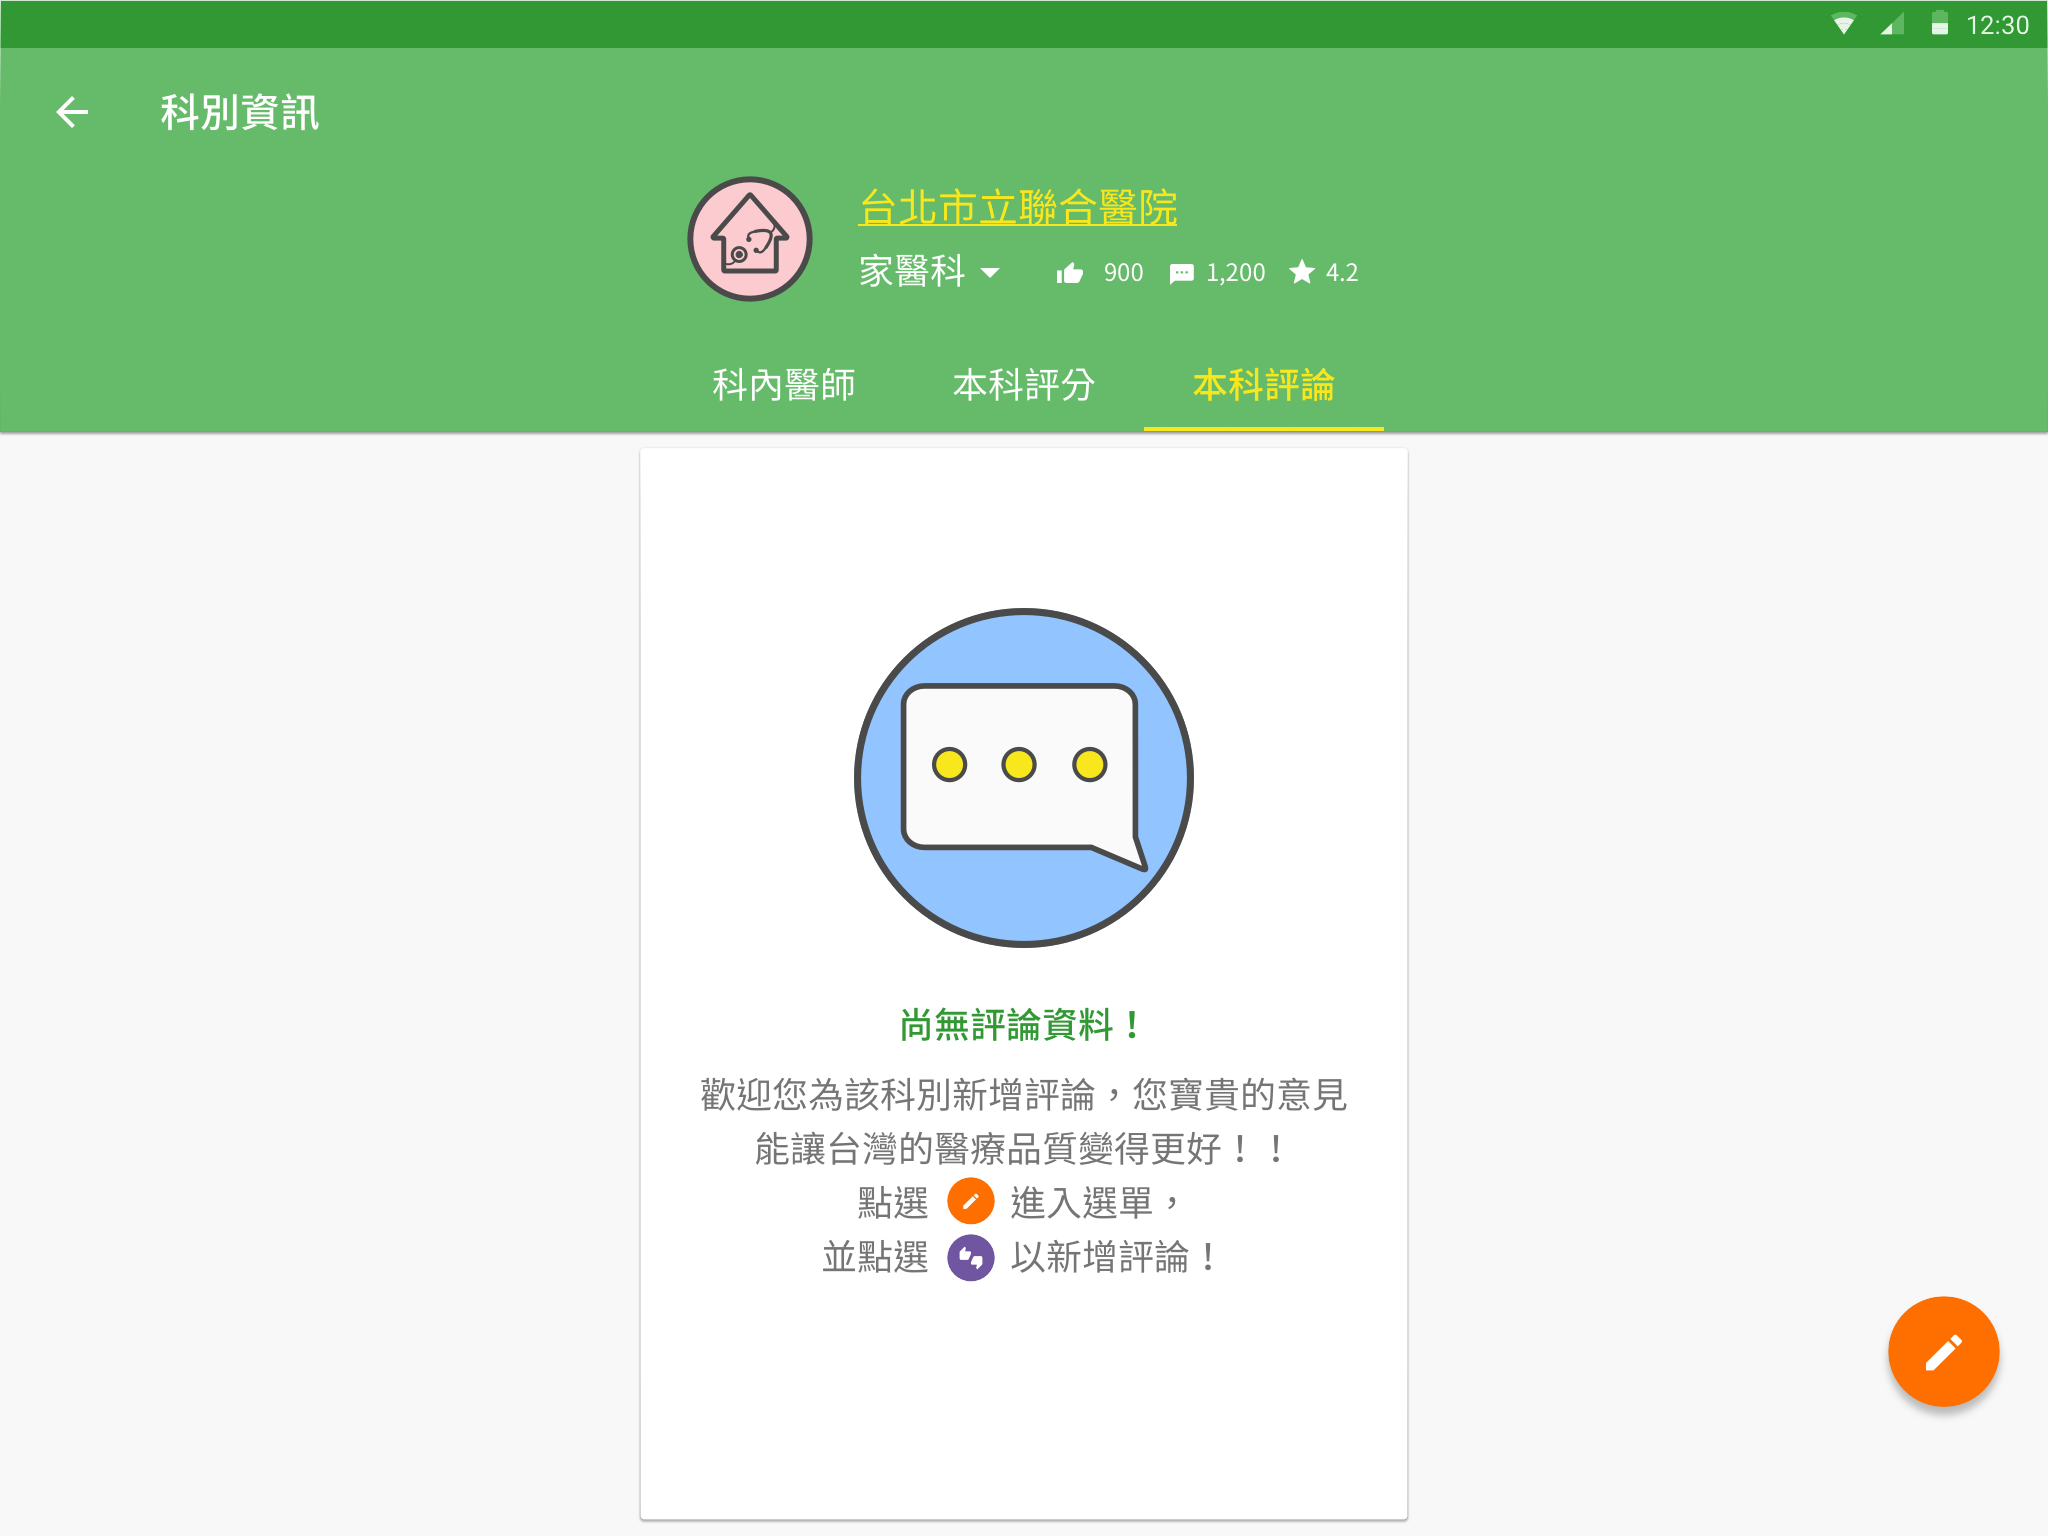 12:30
科別資訊
台北市立聯合醫院
家醫科 900 1,200 4.2
科內醫師 本科評分 本科評論
尚無評論資料！
歡迎您為該科別新增評論，您寶貴的意見
能讓台灣的醫療品質變得更好！！
點選 進入選單，
並點選 以新增評論！